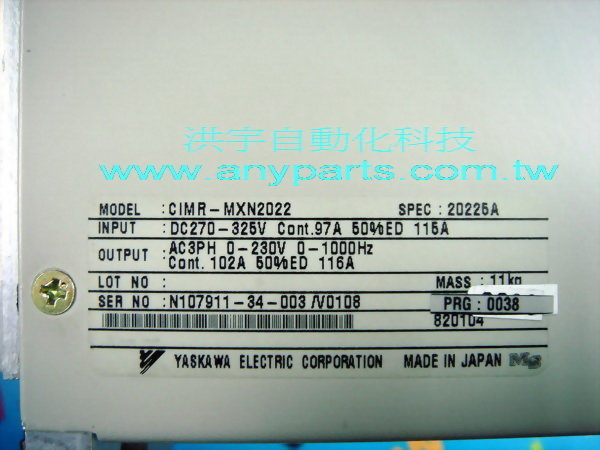 洪宇自動化科技
www.anyparts.com.tw
MODEL : CIMR-MXN2022 SPEC : 20225A
INPUT : DC270-325V Cont.97A 50%ED 115A
OUTPUT : AC3PH 0-230V 0-1000Hz
Cont.102A 50%ED 116A
LOT NO : MASS : 11kg
SER NO : N107911-34-003/V0108 PRG : 0038
820104
YASKAWA ELECTRIC CORPORATION MADE IN JAPAN